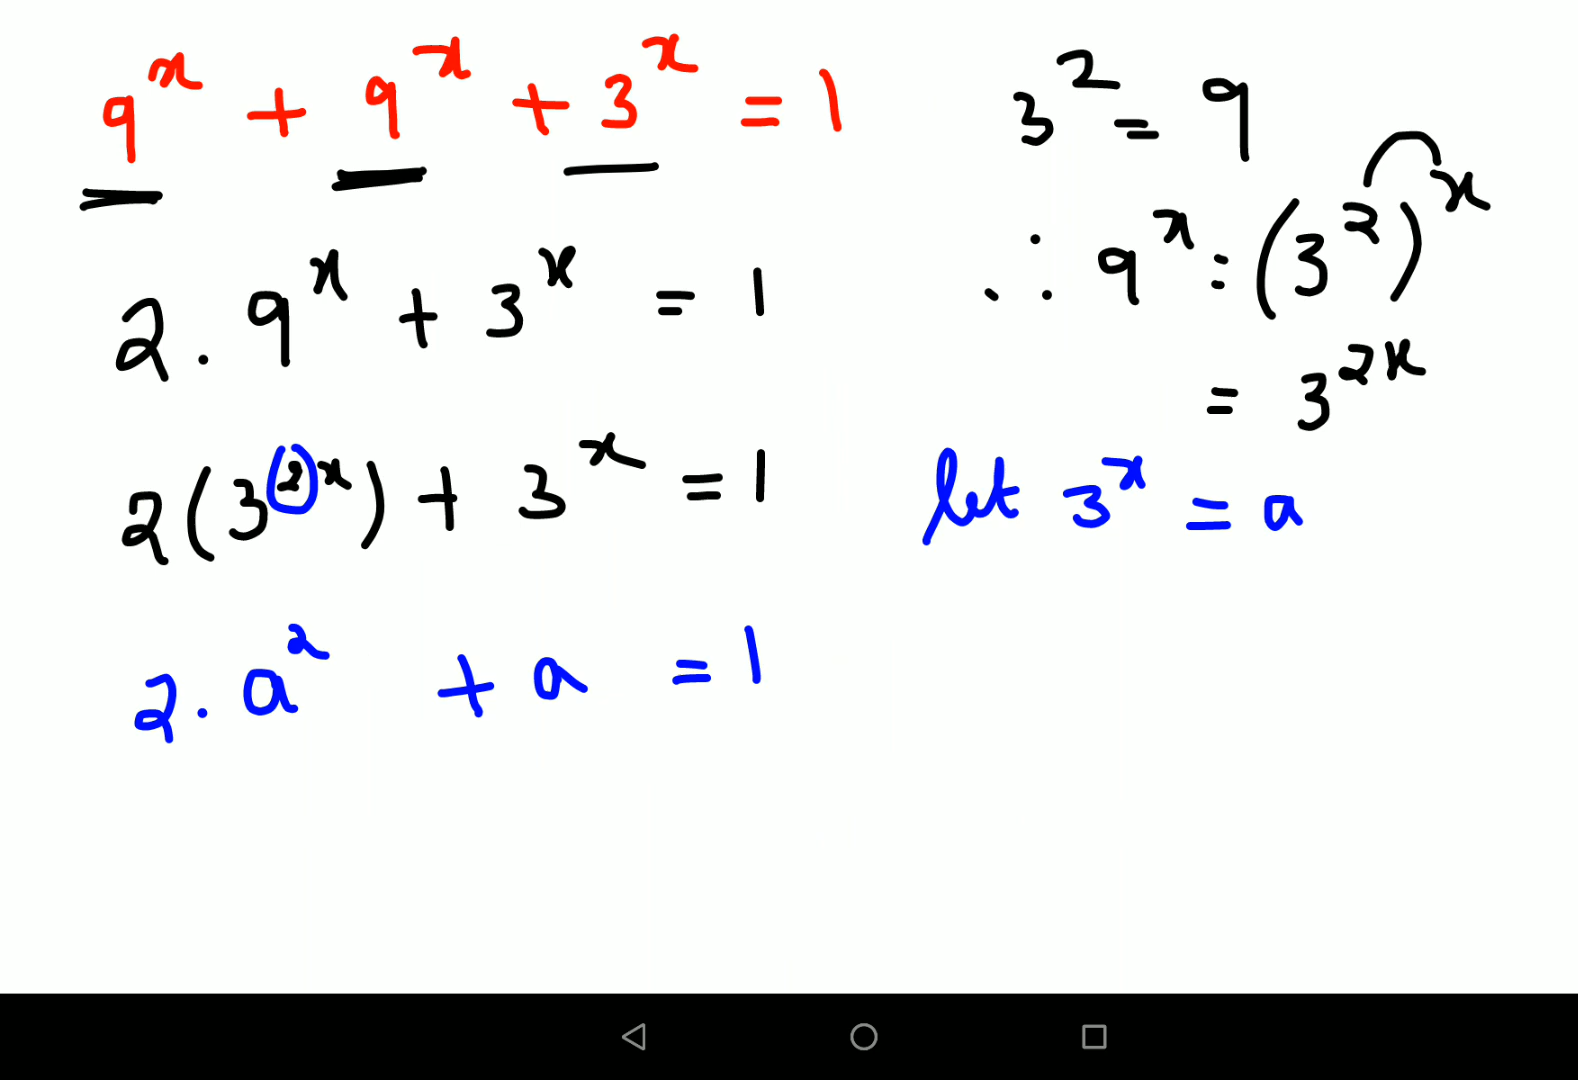 9^x + 9^x + 3^x = 1
2 . 9^x + 3^x = 1
2(3^2x) + 3^x = 1
2 . a^2 + a = 1
3^2 = 9
∴ 9^x = (3^2)^x
= 3^2x
let 3^x = a